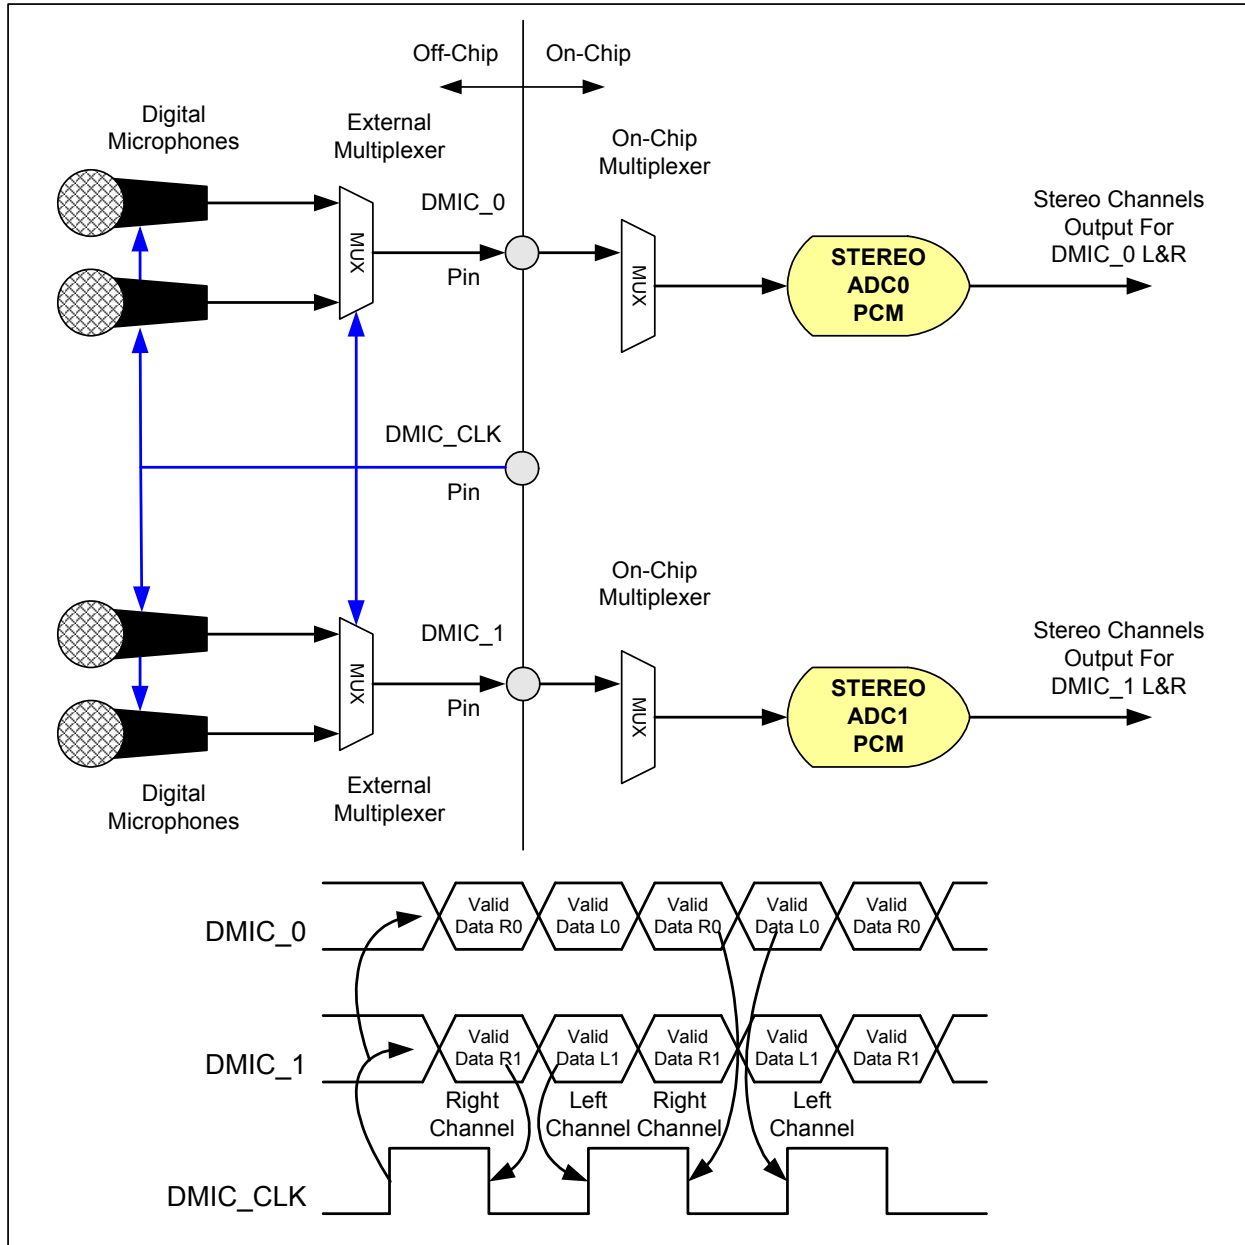 Off-Chip
On-Chip
Digital
Microphones
External
Multiplexer
On-Chip
Multiplexer
DMIC_0
Pin
MUX
MUX
STEREO
ADC0
PCM
Stereo Channels
Output For
DMIC_0 L&R
DMIC_CLK
Pin
On-Chip
Multiplexer
DMIC_1
Pin
MUX
MUX
STEREO
ADC1
PCM
Stereo Channels
Output For
DMIC_1 L&R
Digital
Microphones
External
Multiplexer
DMIC_0
Valid
Data R0
Valid
Data L0
Valid
Data R0
Valid
Data L0
Valid
Data R0
DMIC_1
Valid
Data R1
Valid
Data L1
Valid
Data R1
Valid
Data L1
Valid
Data R1
Right
Channel
Left
Channel
Right
Channel
Left
Channel
DMIC_CLK